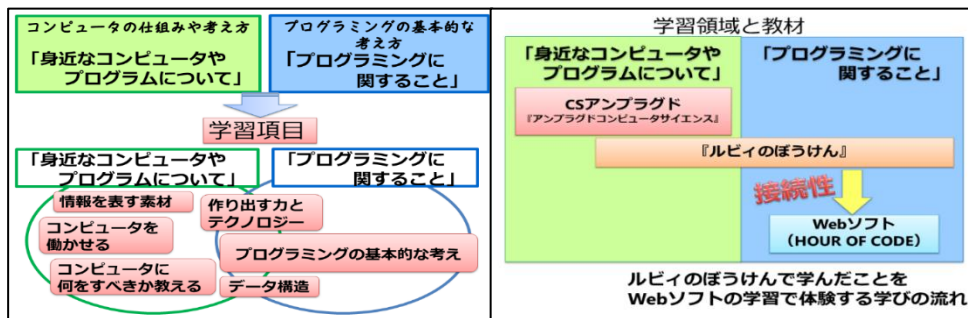 コンピュータの仕組みや考え方
「身近なコンピュータや
プログラムについて」
プログラミングの基本的な
考え方
「プログラミングに
関すること」
学習項目
「身近なコンピュータや
プログラムについて」
「プログラミングに
関すること」
情報を表す素材
作り出す力と
テクノロジー
コンピュータを
働かせる
プログラミングの基本的な考え
コンピュータに
何をすべきか教える
データ構造
学習領域と教材
「身近なコンピュータや
プログラムについて」
「プログラミングに
関すること」
CSアンプラグド
『アンプラグドコンピュータサイエンス』
『ルビィのぼうけん』
接続性
Webソフト
（HOUR OF CODE）
ルビィのぼうけんで学んだことを
Webソフトの学習で体験する学びの流れ